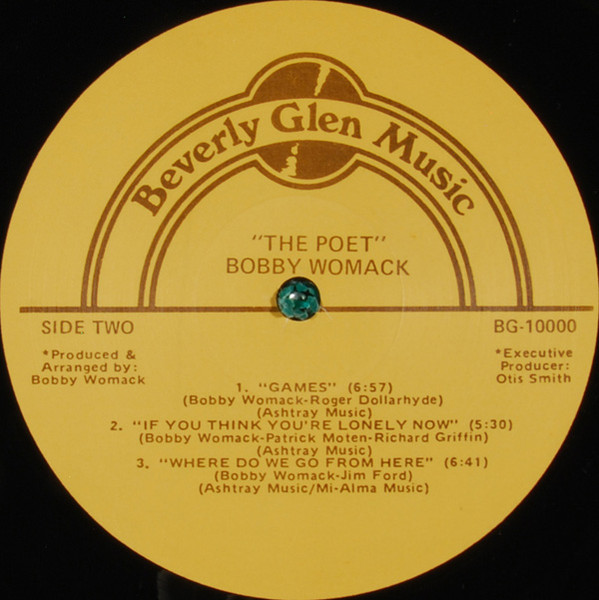 Beverly Glen Music
"THE POET"
BOBBY WOMACK
SIDE TWO
BG-10000
*Produced &
Arranged by:
Bobby Womack
*Executive
Producer:
Otis Smith
1. "GAMES" (6:57)
(Bobby Womack-Roger Dollarhyde)
(Ashtray Music)
2. "IF YOU THINK YOU'RE LONELY NOW" (5:30)
(Bobby Womack-Patrick Moten-Richard Griffin)
(Ashtray Music)
3. "WHERE DO WE GO FROM HERE" (6:41)
(Bobby Womack-Jim Ford)
(Ashtray Music/Mi-Alma Music)